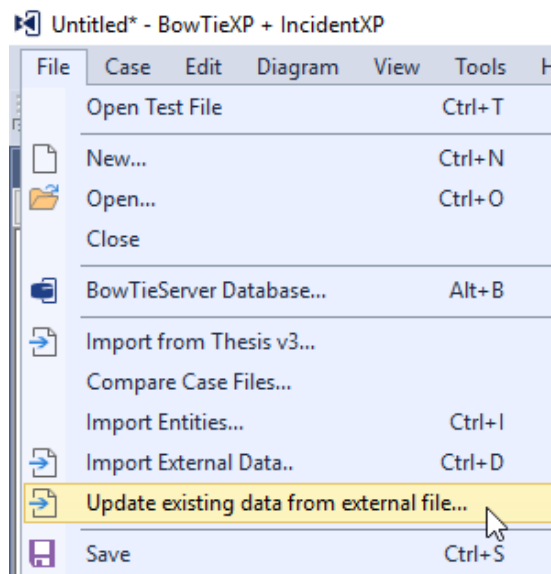 Untitled* - BowTieXP + IncidentXP
File Case Edit Diagram View Tools
Open Test File Ctrl+T
New... Ctrl+N
Open... Ctrl+O
Close
BowTieServer Database... Alt+B
Import from Thesis v3...
Compare Case Files...
Import Entities... Ctrl+I
Import External Data.. Ctrl+D
Update existing data from external file...
Save Ctrl+S